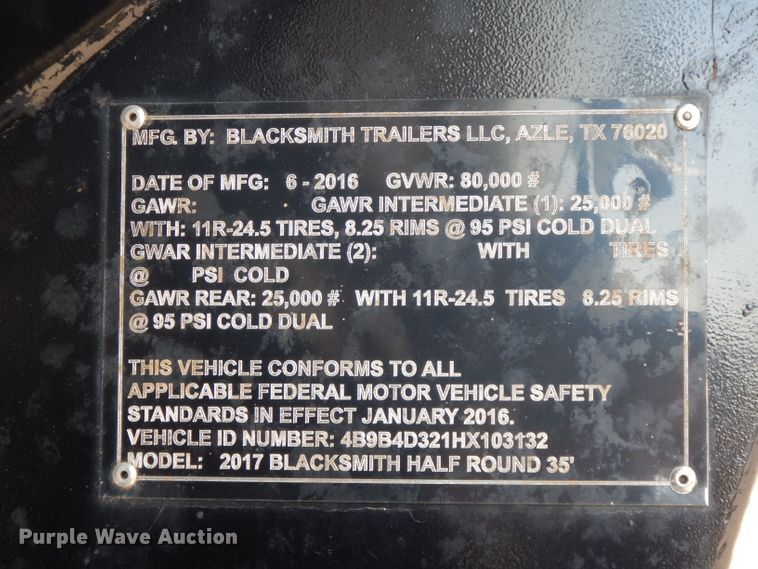 MFG. BY: BLACKSMITH TRAILERS LLC, AZLE, TX 76020
DATE OF MFG: 6 - 2016 GVWR: 80,000 #
GAWR: GAWR INTERMEDIATE (1): 25,000 #
WITH: 11R-24.5 TIRES, 8.25 RIMS @ 95 PSI COLD DUAL
GWAR INTERMEDIATE (2): WITH TIRES
@ PSI COLD
GAWR REAR: 25,000 # WITH 11R-24.5 TIRES 8.25 RIMS
@ 95 PSI COLD DUAL
THIS VEHICLE CONFORMS TO ALL
APPLICABLE FEDERAL MOTOR VEHICLE SAFETY
STANDARDS IN EFFECT JANUARY 2016.
VEHICLE ID NUMBER: 4B9B4D321HX103132
MODEL: 2017 BLACKSMITH HALF ROUND 35'
Purple Wave Auction